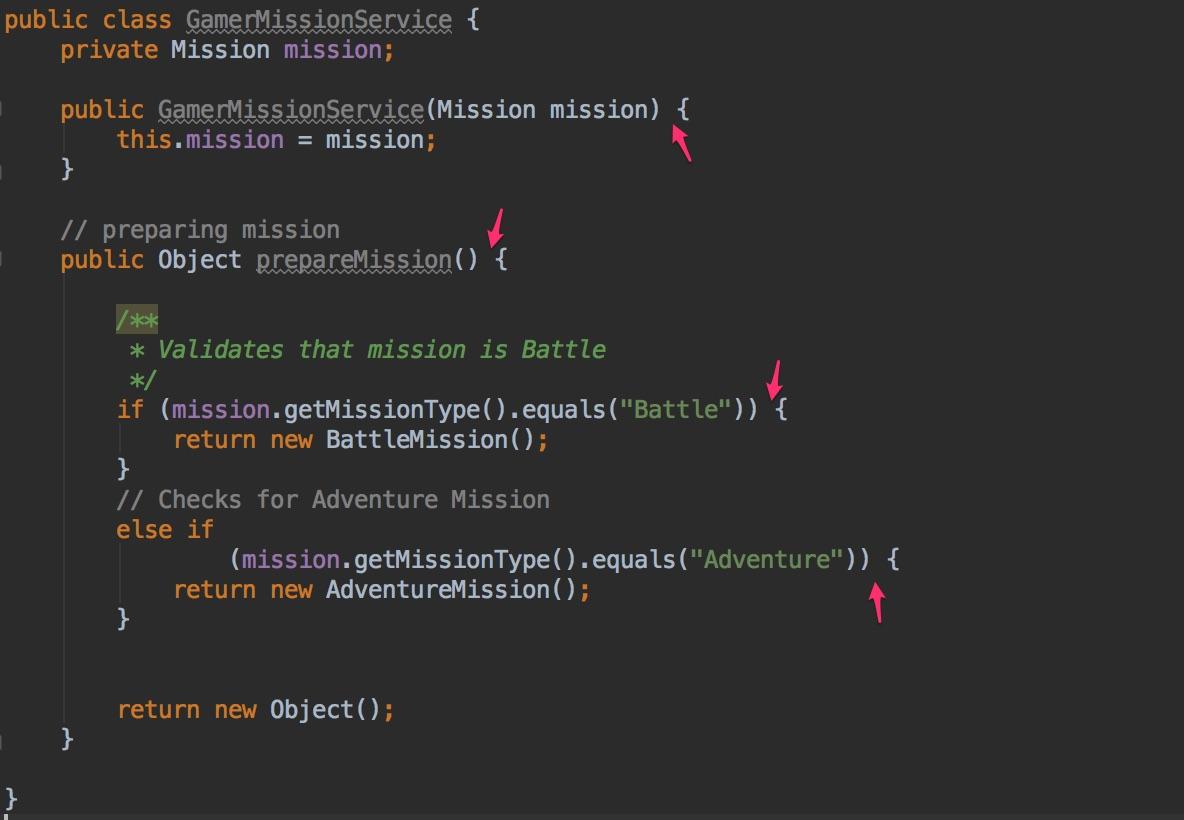 public class GamerMissionService {
    private Mission mission;

    public GamerMissionService(Mission mission) {
        this.mission = mission;
    }

    // preparing mission
    public Object prepareMission() {

        /**
         * Validates that mission is Battle
         */
        if (mission.getMissionType().equals("Battle")) {
            return new BattleMission();
        }
        // Checks for Adventure Mission
        else if
                (mission.getMissionType().equals("Adventure")) {
            return new AdventureMission();
        }


        return new Object();
    }

}